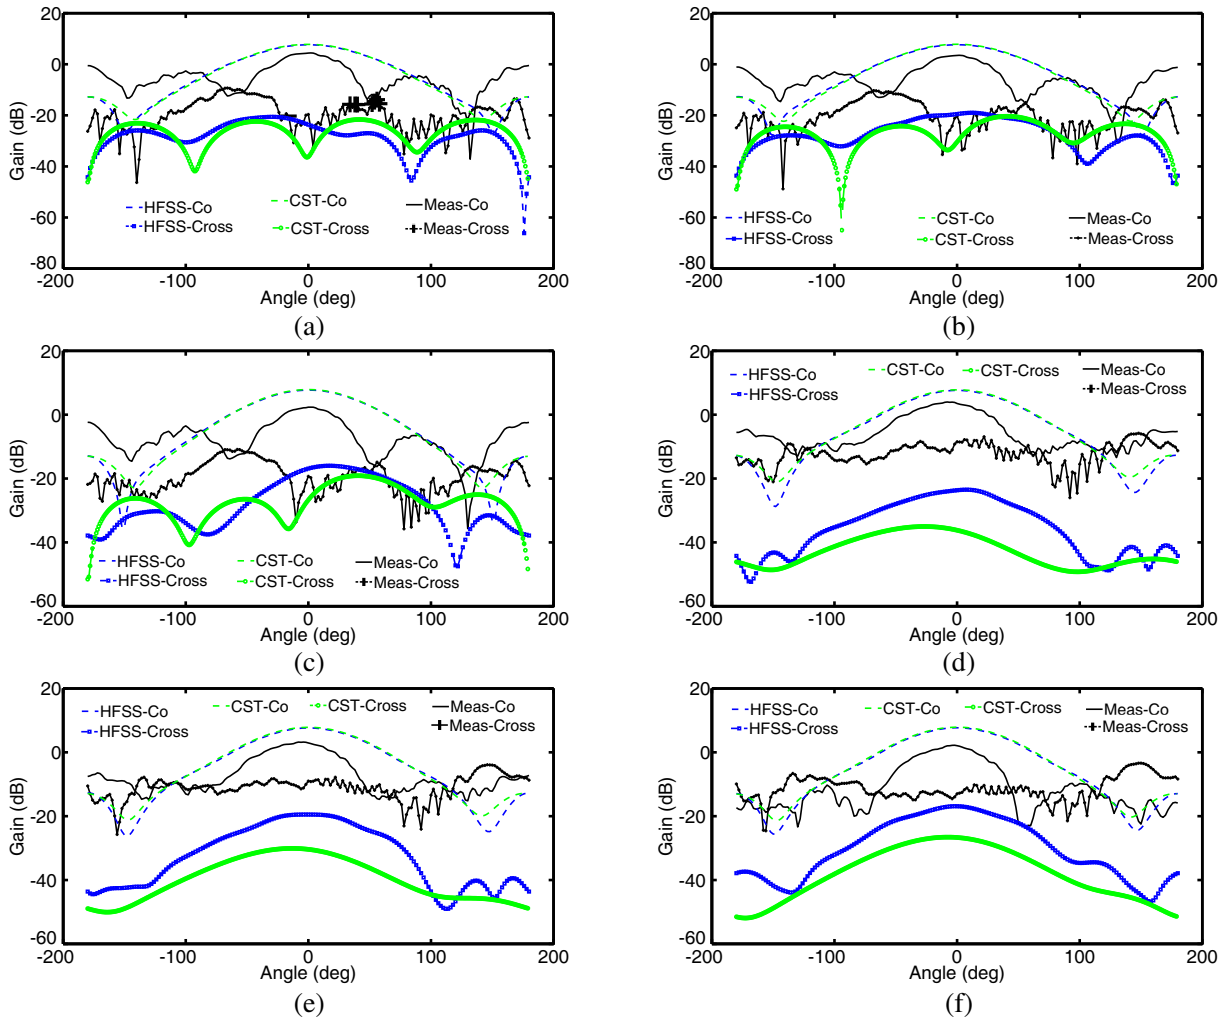 20
0
-20
-40
-60
-80
-200
-100
0
100
200
Gain (dB)
Angle (deg)
HFSS-Co
HFSS-Cross
CST-Co
CST-Cross
Meas-Co
Meas-Cross
(a)
20
0
-20
-40
-60
-80
-200
-100
0
100
200
Gain (dB)
Angle (deg)
HFSS-Co
HFSS-Cross
CST-Co
CST-Cross
Meas-Co
Meas-Cross
(b)
20
0
-20
-40
-60
-200
-100
0
100
200
Gain (dB)
Angle (deg)
HFSS-Co
HFSS-Cross
CST-Co
CST-Cross
Meas-Co
Meas-Cross
(c)
20
0
-20
-40
-60
-200
-100
0
100
200
Gain (dB)
Angle (deg)
HFSS-Co
HFSS-Cross
CST-Co
CST-Cross
Meas-Co
Meas-Cross
(d)
20
0
-20
-40
-60
-200
-100
0
100
200
Gain (dB)
Angle (deg)
HFSS-Co
HFSS-Cross
CST-Co
CST-Cross
Meas-Co
Meas-Cross
(e)
20
0
-20
-40
-60
-200
-100
0
100
200
Gain (dB)
Angle (deg)
HFSS-Co
HFSS-Cross
CST-Co
CST-Cross
Meas-Co
Meas-Cross
(f)